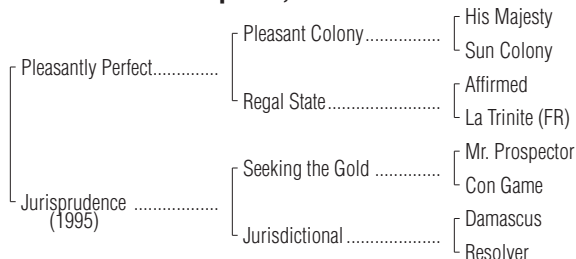 His Majesty
Pleasant Colony................
Sun Colony
Pleasantly Perfect..............
Affirmed
Regal State........................
La Trinite (FR)
Mr. Prospector
Seeking the Gold ..............
Con Game
Jurisprudence ..................
(1995)
Damascus
Jurisdictional ....................
Resolver